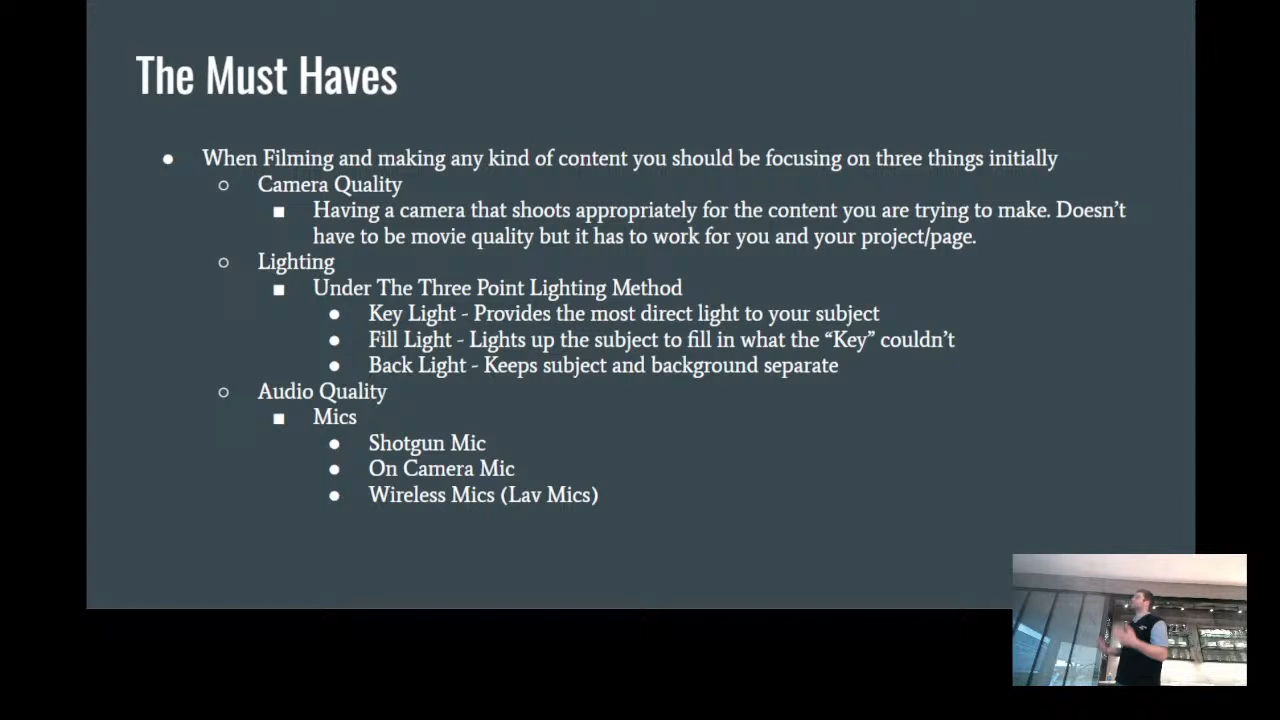 The Must Haves
● When Filming and making any kind of content you should be focusing on three things initially
○ Camera Quality
■ Having a camera that shoots appropriately for the content you are trying to make. Doesn’t
have to be movie quality but it has to work for you and your project/page.
○ Lighting
■ Under The Three Point Lighting Method
● Key Light - Provides the most direct light to your subject
● Fill Light - Lights up the subject to fill in what the “Key” couldn’t
● Back Light - Keeps subject and background separate
○ Audio Quality
■ Mics
● Shotgun Mic
● On Camera Mic
● Wireless Mics (Lav Mics)